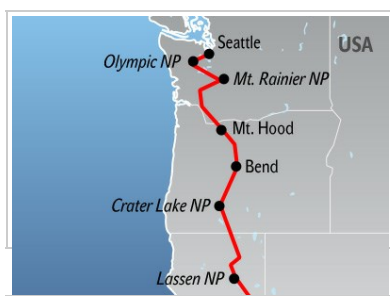 Seattle
USA
Olympic NP
Mt. Rainier NP
Mt. Hood
Bend
Crater Lake NP
Lassen NP